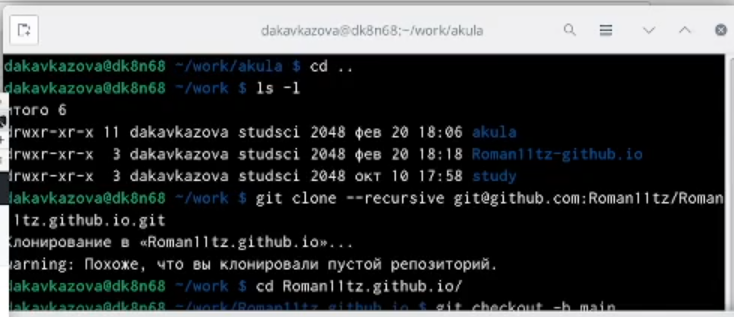 dakavkazova@dk8n68:~/work/akula
dakavkazova@dk8n68 ~/work/akula $ cd ..
dakavkazova@dk8n68 ~/work $ ls -l
итого 6
drwxr-xr-x 11 dakavkazova studsci 2048 фев 20 18:06 akula
drwxr-xr-x  3 dakavkazova studsci 2048 фев 20 18:18 Roman11tz-github.io
drwxr-xr-x  3 dakavkazova studsci 2048 окт 10 17:58 study
dakavkazova@dk8n68 ~/work $ git clone --recursive git@github.com:Roman11tz/Roman
11tz.github.io.git
Клонирование в «Roman11tz.github.io»...
warning: Похоже, что вы клонировали пустой репозиторий.
dakavkazova@dk8n68 ~/work $ cd Roman11tz.github.io/
dakavkazova@dk8n68 ~/work/Roman11tz.github.io $ git checkout -b main